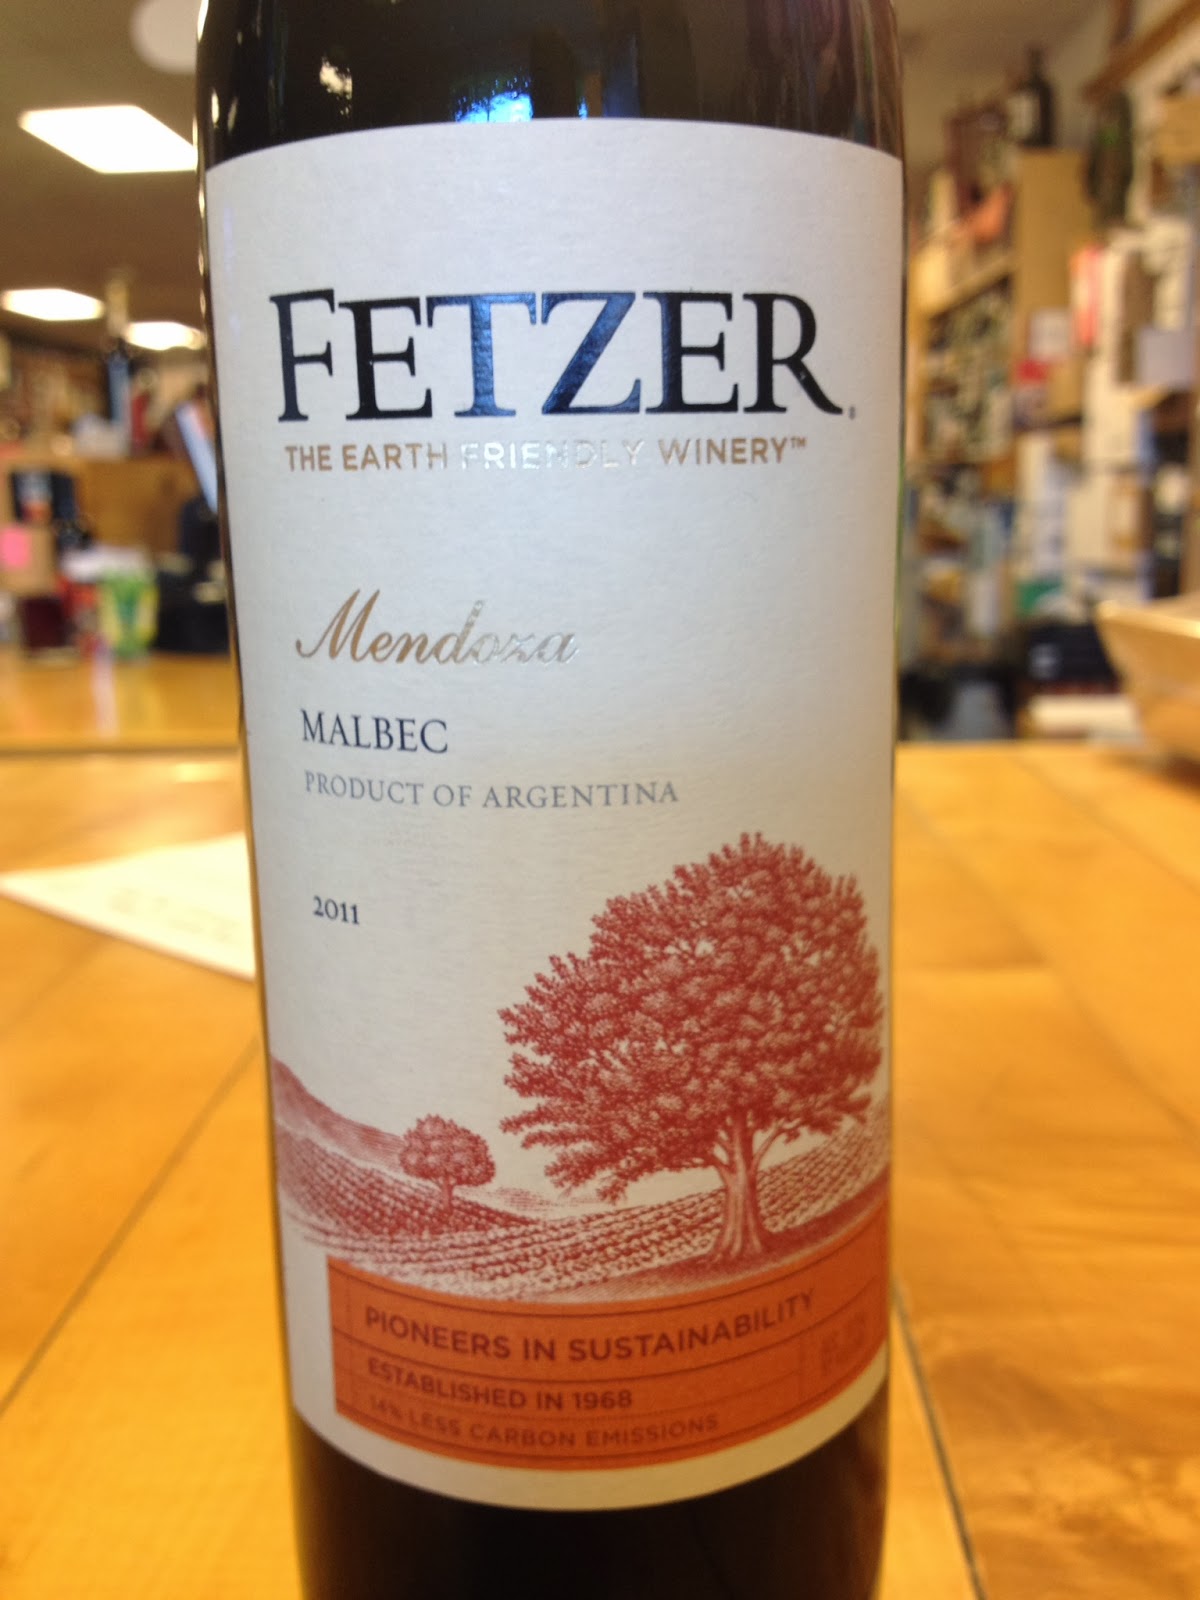 FETZER.
THE EARTH FRIENDLY WINERY™
Mendoza
MALBEC
PRODUCT OF ARGENTINA
2011
PIONEERS IN SUSTAINABILITY
ESTABLISHED IN 1968
14% LESS CARBON EMISSIONS